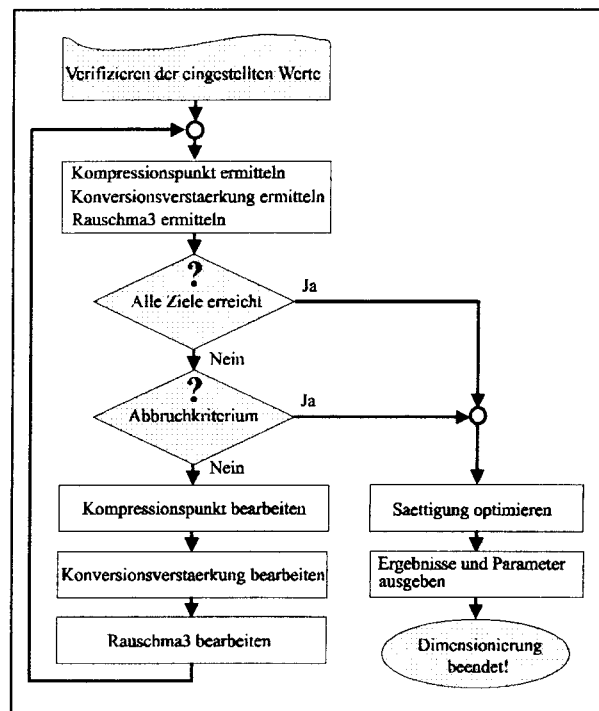 Verifizieren der eingestellten Werte
Kompressionspunkt ermitteln
Konversionsverstaerkung ermitteln
Rauschma3 ermitteln
?
Alle Ziele erreicht
Ja
Nein
?
Abbruchkriterium
Ja
Nein
Kompressionspunkt bearbeiten
Konversionsverstaerkung bearbeiten
Rauschma3 bearbeiten
Saettigung optimieren
Ergebnisse und Parameter
ausgeben
Dimensionierung
beendet!